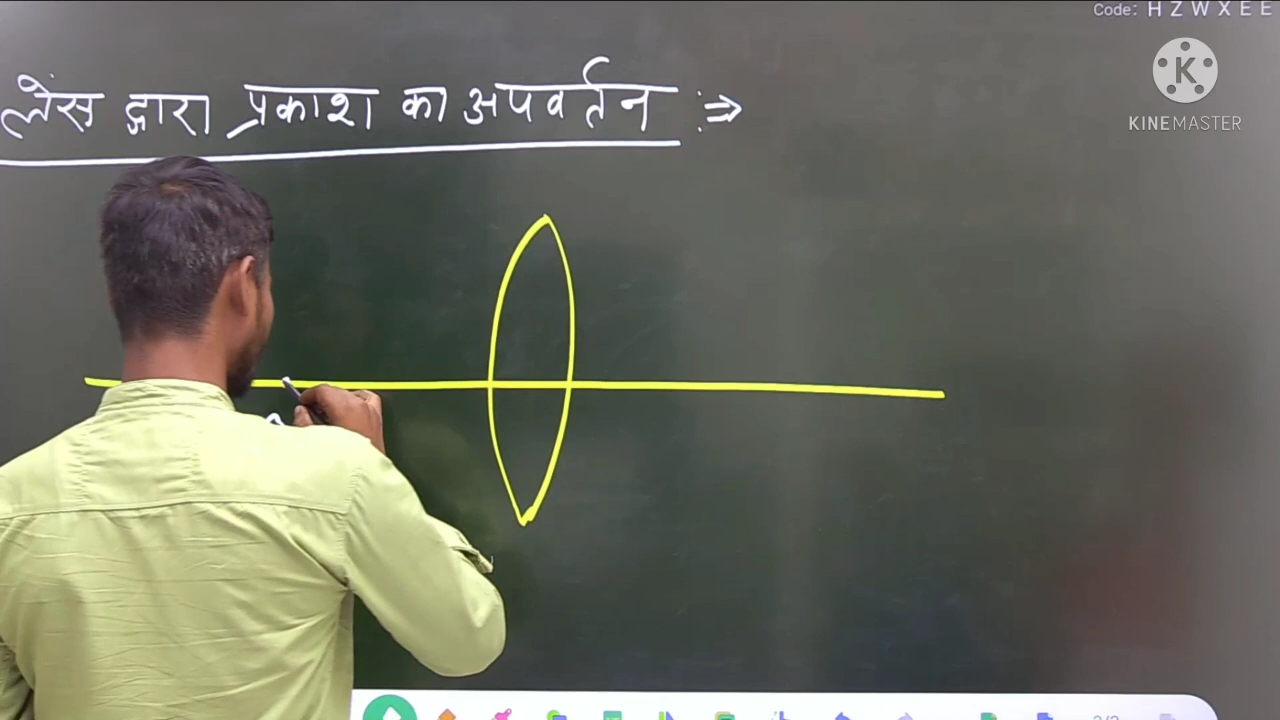 Code: H Z W X E E
लेंस द्वारा प्रकाश का अपवर्तन :⇒
KINEMASTER